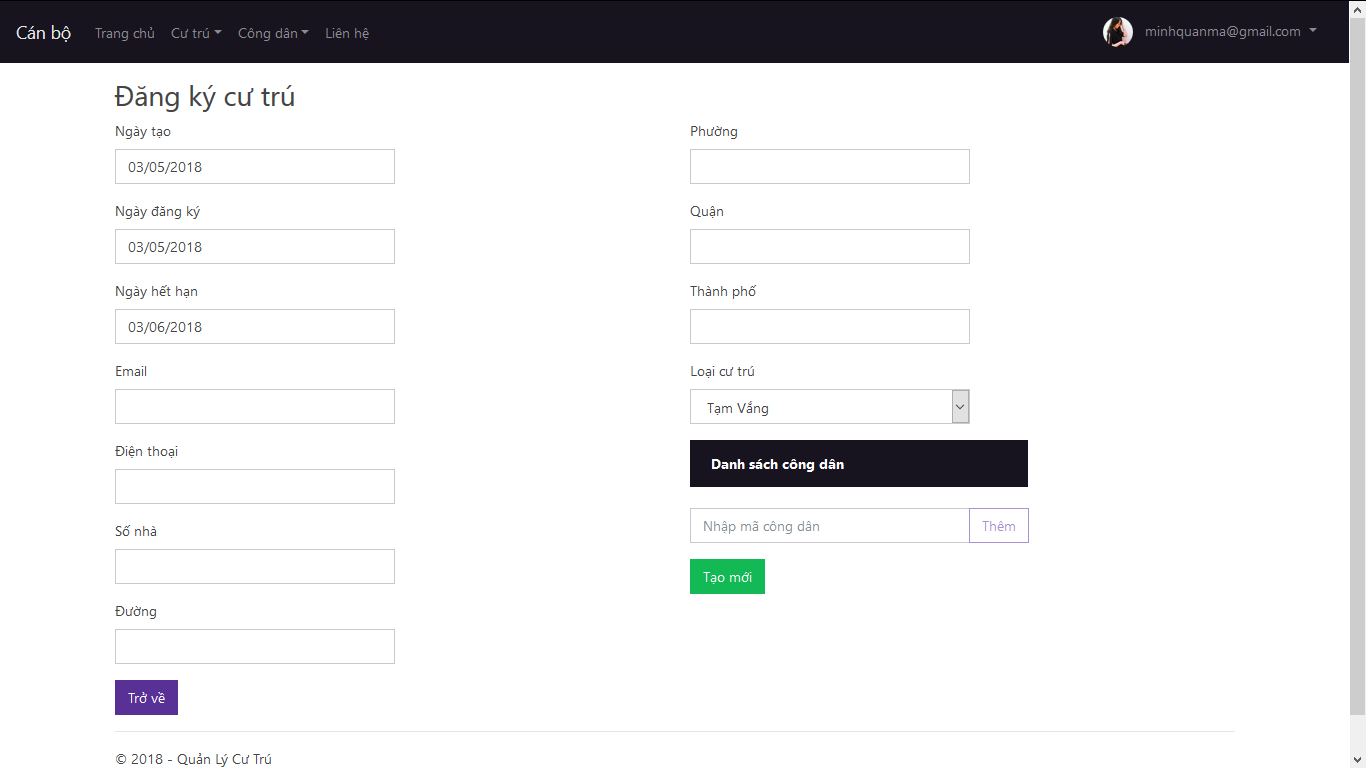 Cán bộ Trang chủ Cư trú Công dân Liên hệ minhquanma@gmail.com
Đăng ký cư trú
Ngày tạo
03/05/2018
Ngày đăng ký
03/05/2018
Ngày hết hạn
03/06/2018
Email
Điện thoại
Số nhà
Đường
Trở về
Phường
Quận
Thành phố
Loại cư trú
Tạm Vắng
Danh sách công dân
Nhập mã công dân Thêm
Tạo mới
© 2018 - Quản Lý Cư Trú